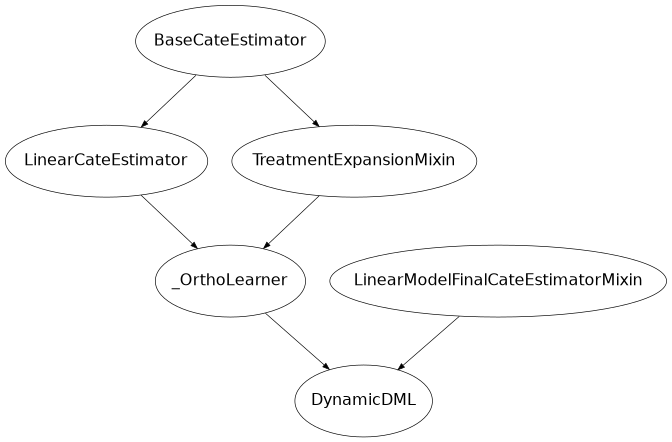 BaseCateEstimator
LinearCateEstimator
TreatmentExpansionMixin
_OrthoLearner
LinearModelFinalCateEstimatorMixin
DynamicDML